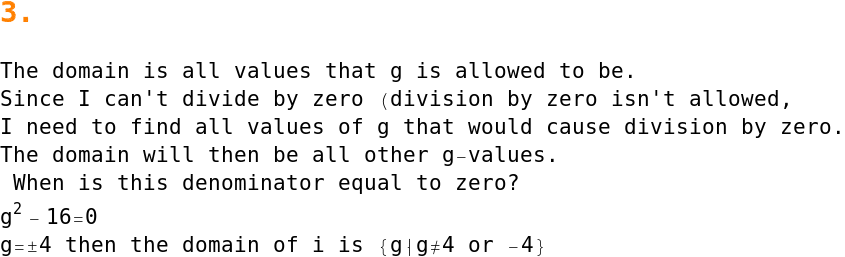 3.
The domain is all values that g is allowed to be.
Since I can't divide by zero (division by zero isn't allowed,
I need to find all values of g that would cause division by zero.
The domain will then be all other g-values.
When is this denominator equal to zero?
g² - 16=0
g=±4 then the domain of i is {g∤g≠4 or -4}